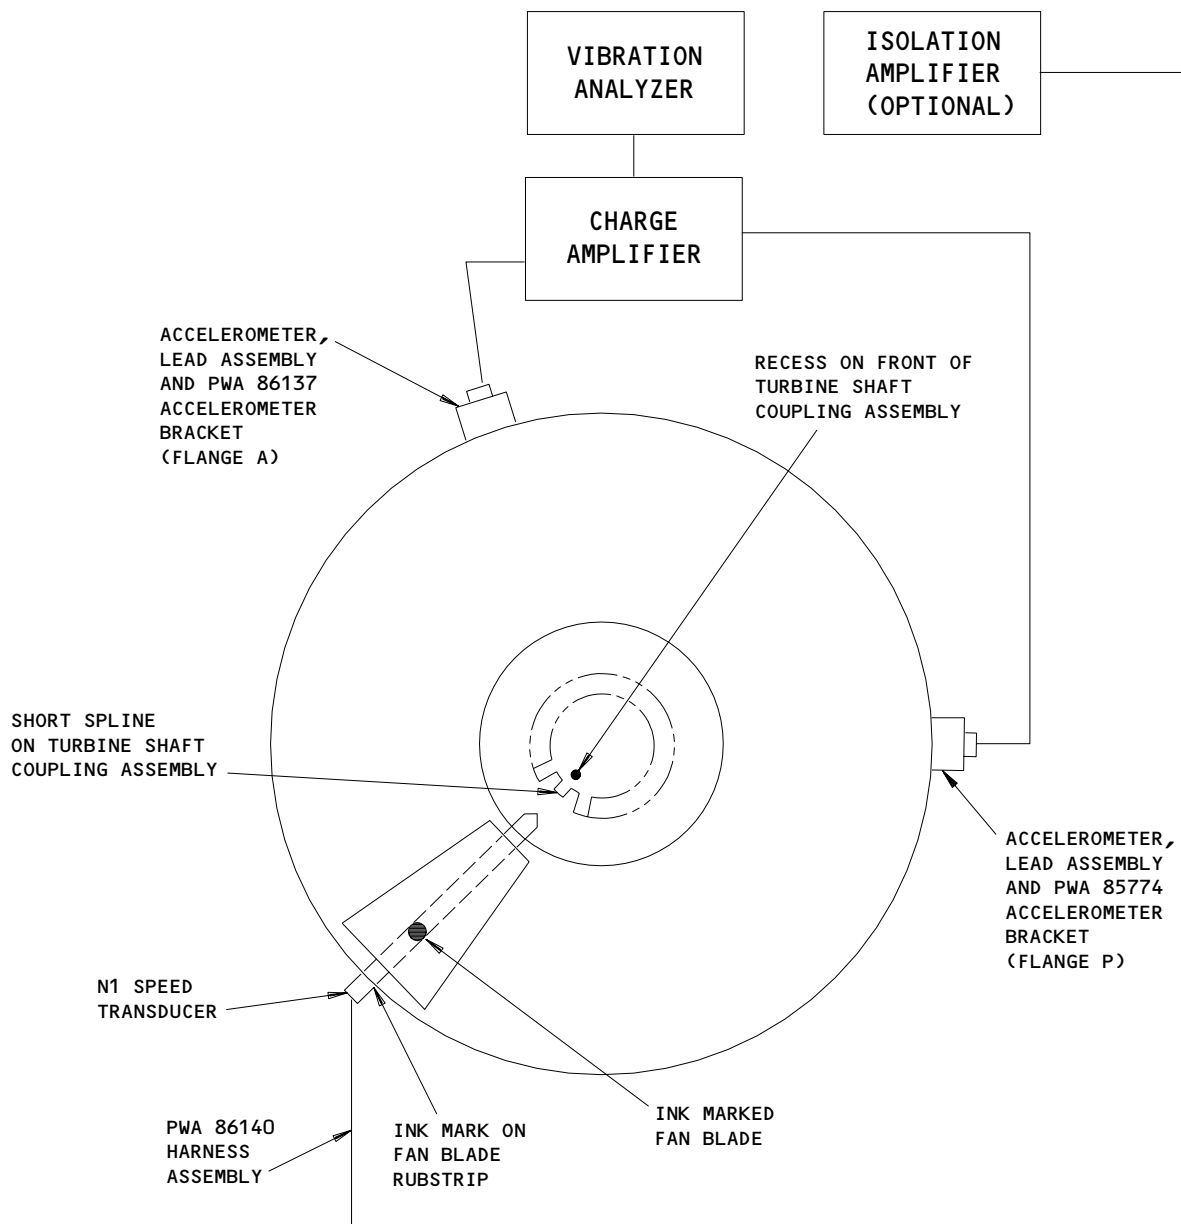 VIBRATION
ANALYZER
ISOLATION
AMPLIFIER
(OPTIONAL)
CHARGE
AMPLIFIER
ACCELEROMETER,
LEAD ASSEMBLY
AND PWA 86137
ACCELEROMETER
BRACKET
(FLANGE A)
RECESS ON FRONT OF
TURBINE SHAFT
COUPLING ASSEMBLY
SHORT SPLINE
ON TURBINE SHAFT
COUPLING ASSEMBLY
ACCELEROMETER,
LEAD ASSEMBLY
AND PWA 85774
ACCELEROMETER
BRACKET
(FLANGE P)
N1 SPEED
TRANSDUCER
PWA 86140
HARNESS
ASSEMBLY
INK MARK ON
FAN BLADE
RUBSTRIP
INK MARKED
FAN BLADE